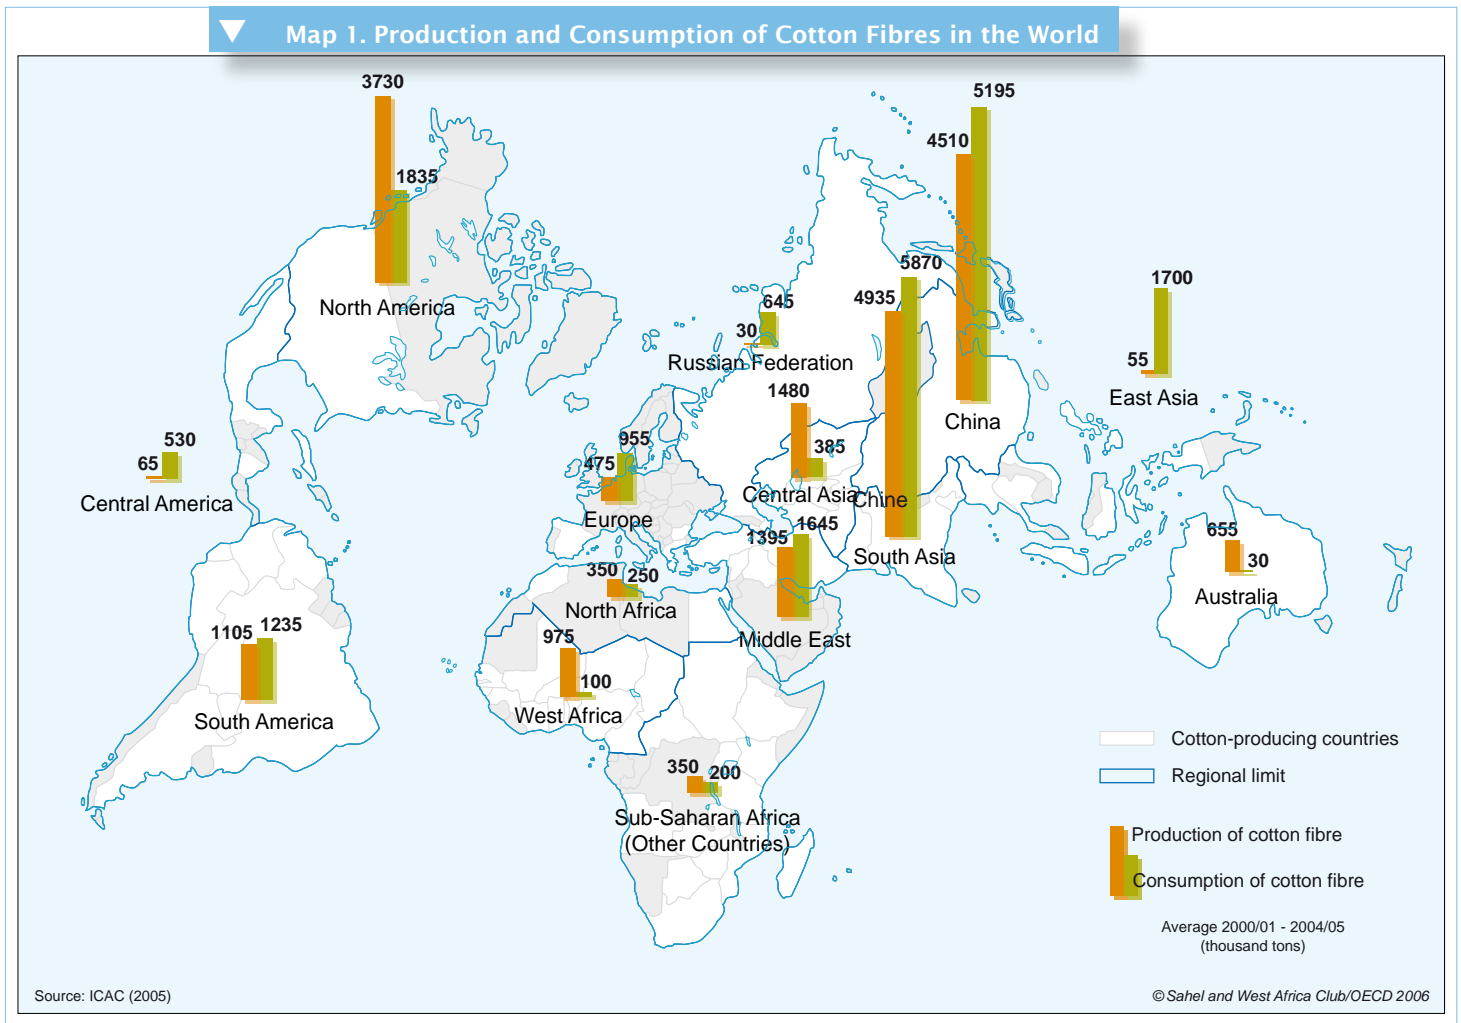 Map 1. Production and Consumption of Cotton Fibres in the World
3730
1835
North America
5195
4510
China
5870
4935
Chine
South Asia
1700
55
East Asia
645
30
Russian Federation
1480
385
Central Asia
530
65
Central America
955
475
Europe
1395
1645
Middle East
350
250
North Africa
655
30
Australia
1105
1235
South America
975
100
West Africa
350
200
Sub-Saharan Africa
(Other Countries)
Cotton-producing countries
Regional limit
Production of cotton fibre
Consumption of cotton fibre
Average 2000/01 - 2004/05
(thousand tons)
Source: ICAC (2005)
© Sahel and West Africa Club/OECD 2006